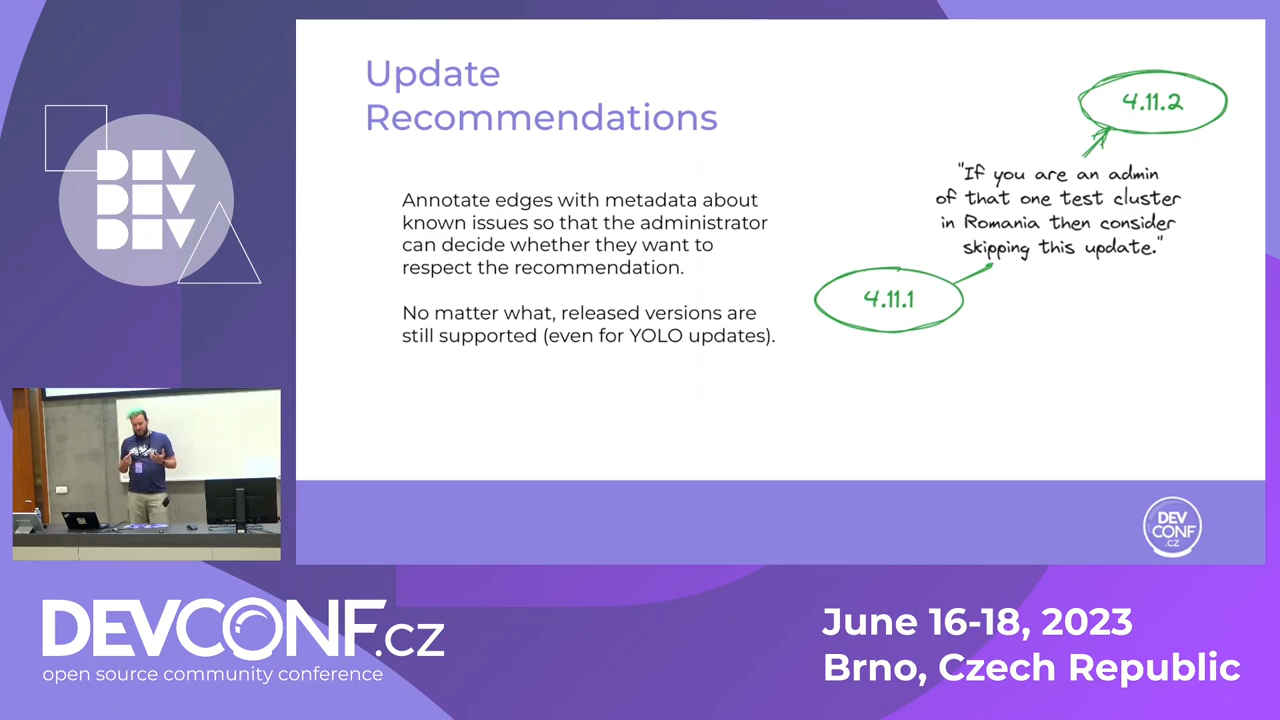 Update
Recommendations
Annotate edges with metadata about
known issues so that the administrator
can decide whether they want to
respect the recommendation.
No matter what, released versions are
still supported (even for YOLO updates).
4.11.2
"If you are an admin
of that one test cluster
in Romania then consider
skipping this update."
4.11.1
DEV
DEV
DEV
DEV
CONF
.CZ
DEVCONF.cz
open source community conference
June 16-18, 2023
Brno, Czech Republic